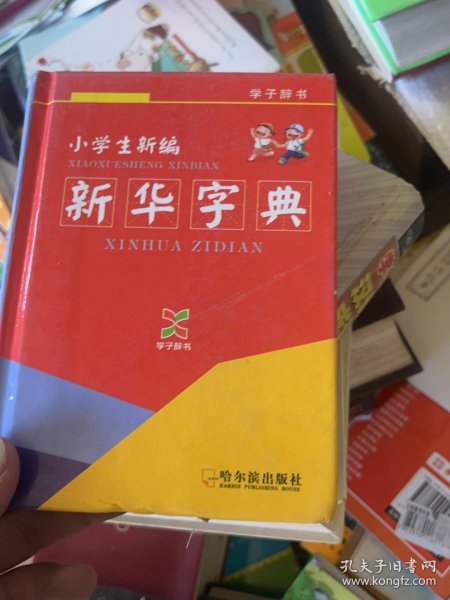 学子辞书
小学生新编
XIAOXUESHENG XINBIAN
新华字典
XINHUA ZIDIAN
学子辞书
哈尔滨出版社
HARBIN PUBLISHING HOUSE
孔夫子旧书网
www.kongfz.com